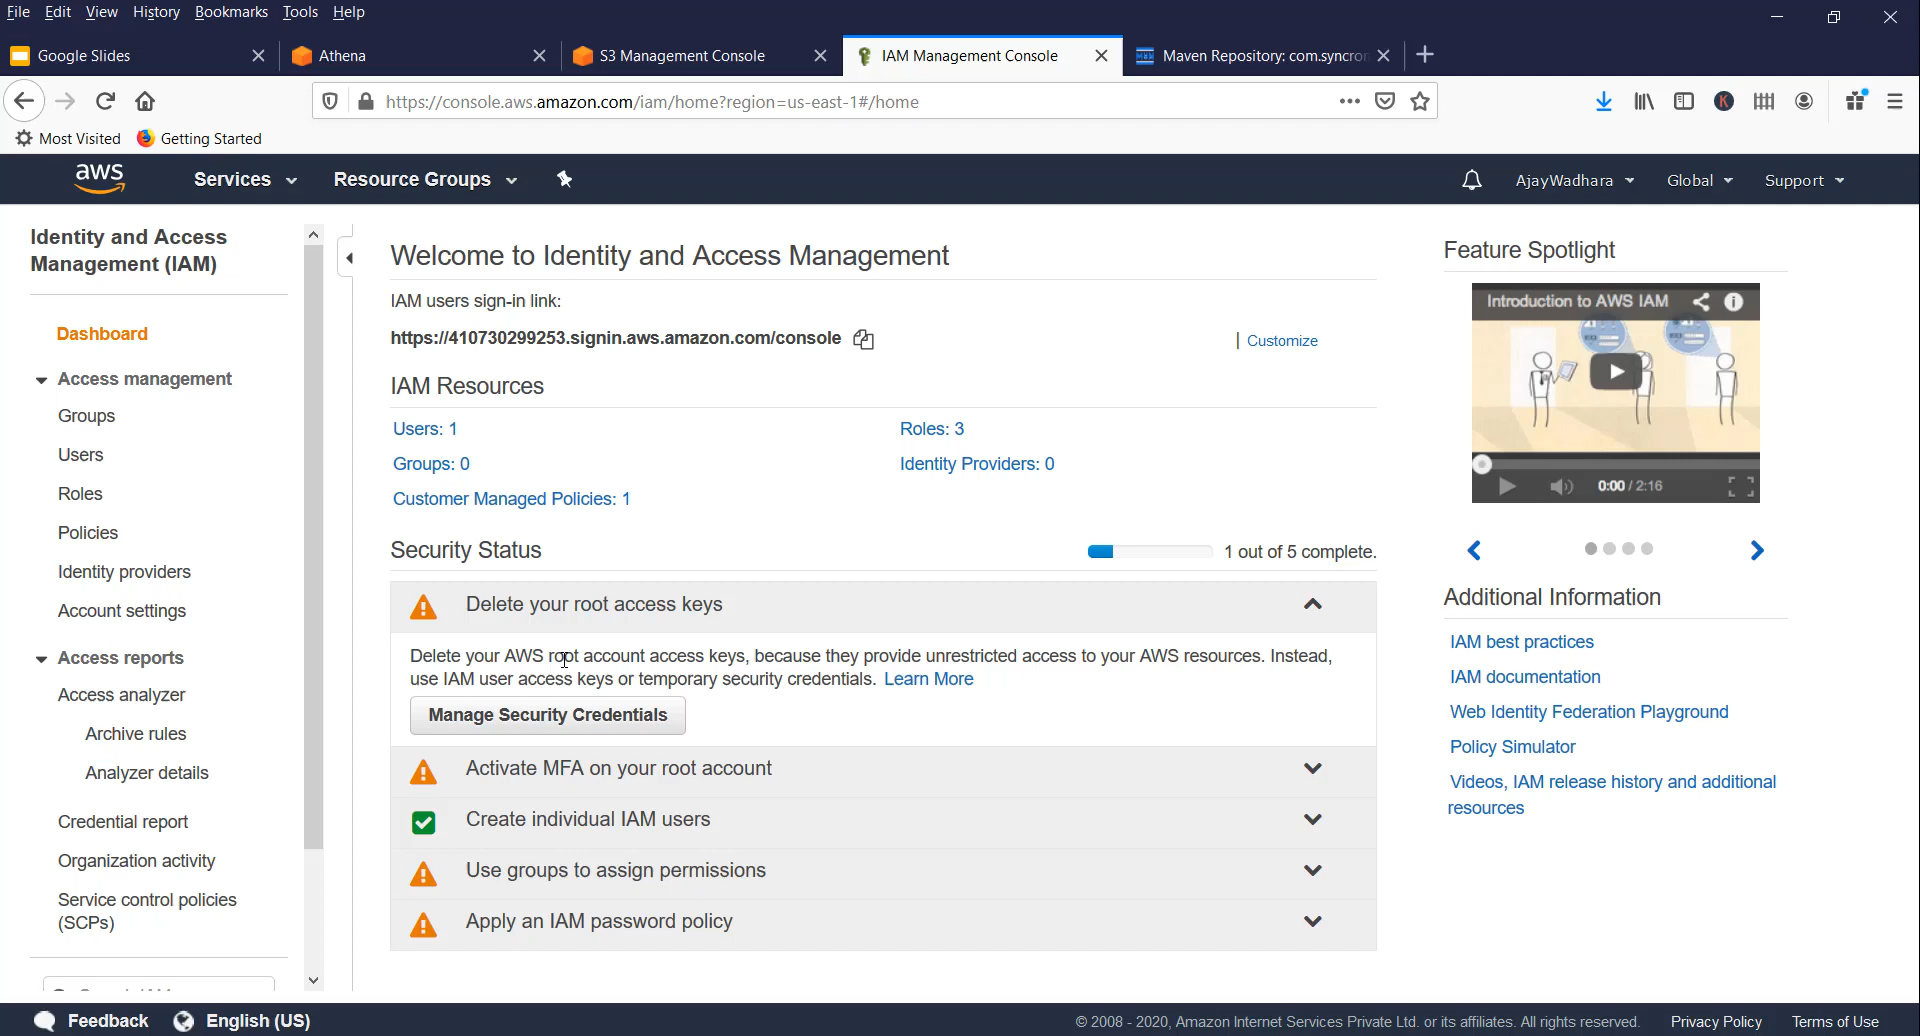 File Edit View History Bookmarks Tools Help
Google Slides
Athena
S3 Management Console
IAM Management Console
Maven Repository: com.syncron
https://console.aws.amazon.com/iam/home?region=us-east-1#/home
Most Visited
Getting Started
aws
Services
Resource Groups
AjayWadhara
Global
Support
Identity and Access
Management (IAM)
Dashboard
Access management
Groups
Users
Roles
Policies
Identity providers
Account settings
Access reports
Access analyzer
Archive rules
Analyzer details
Credential report
Organization activity
Service control policies
(SCPs)
Welcome to Identity and Access Management
IAM users sign-in link:
https://410730299253.signin.aws.amazon.com/console
| Customize
IAM Resources
Users: 1
Roles: 3
Groups: 0
Identity Providers: 0
Customer Managed Policies: 1
Security Status
1 out of 5 complete.
Delete your root access keys
Delete your AWS root account access keys, because they provide unrestricted access to your AWS resources. Instead,
use IAM user access keys or temporary security credentials. Learn More
Manage Security Credentials
Activate MFA on your root account
Create individual IAM users
Use groups to assign permissions
Apply an IAM password policy
Feature Spotlight
Introduction to AWS IAM
0:00 / 2:16
Additional Information
IAM best practices
IAM documentation
Web Identity Federation Playground
Policy Simulator
Videos, IAM release history and additional
resources
Feedback
English (US)
© 2008 - 2020, Amazon Internet Services Private Ltd. or its affiliates. All rights reserved.
Privacy Policy
Terms of Use